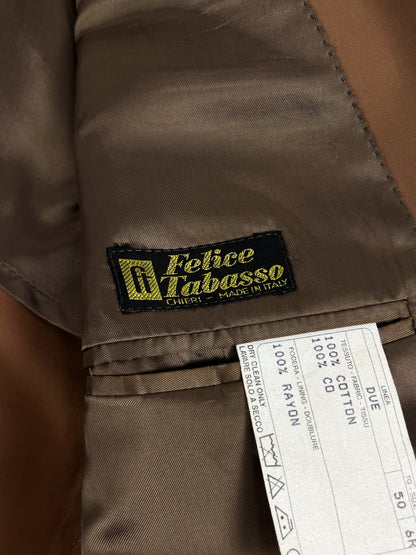 Felice
Tabasso
CHIERI - MADE IN ITALY
LINEA
DUE
TESSUTO - FABRIC - TISSU
100% COTTON
100% CO
FODERA - LINING - DOUBLURE
100% RAYON
DRY CLEAN ONLY
LAVARE SOLO A SECCO
50